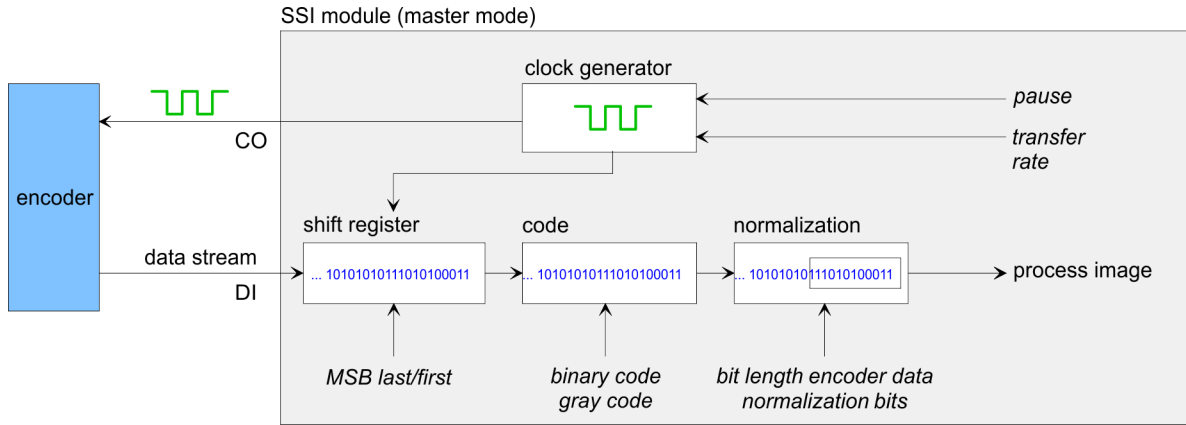 SSI module (master mode)
clock generator
pause
CO
transfer
rate
encoder
shift register
code
normalization
data stream
... 10101010111010100011
... 10101010111010100011
... 10101010111010100011
process image
DI
MSB last/first
binary code
gray code
bit length encoder data
normalization bits